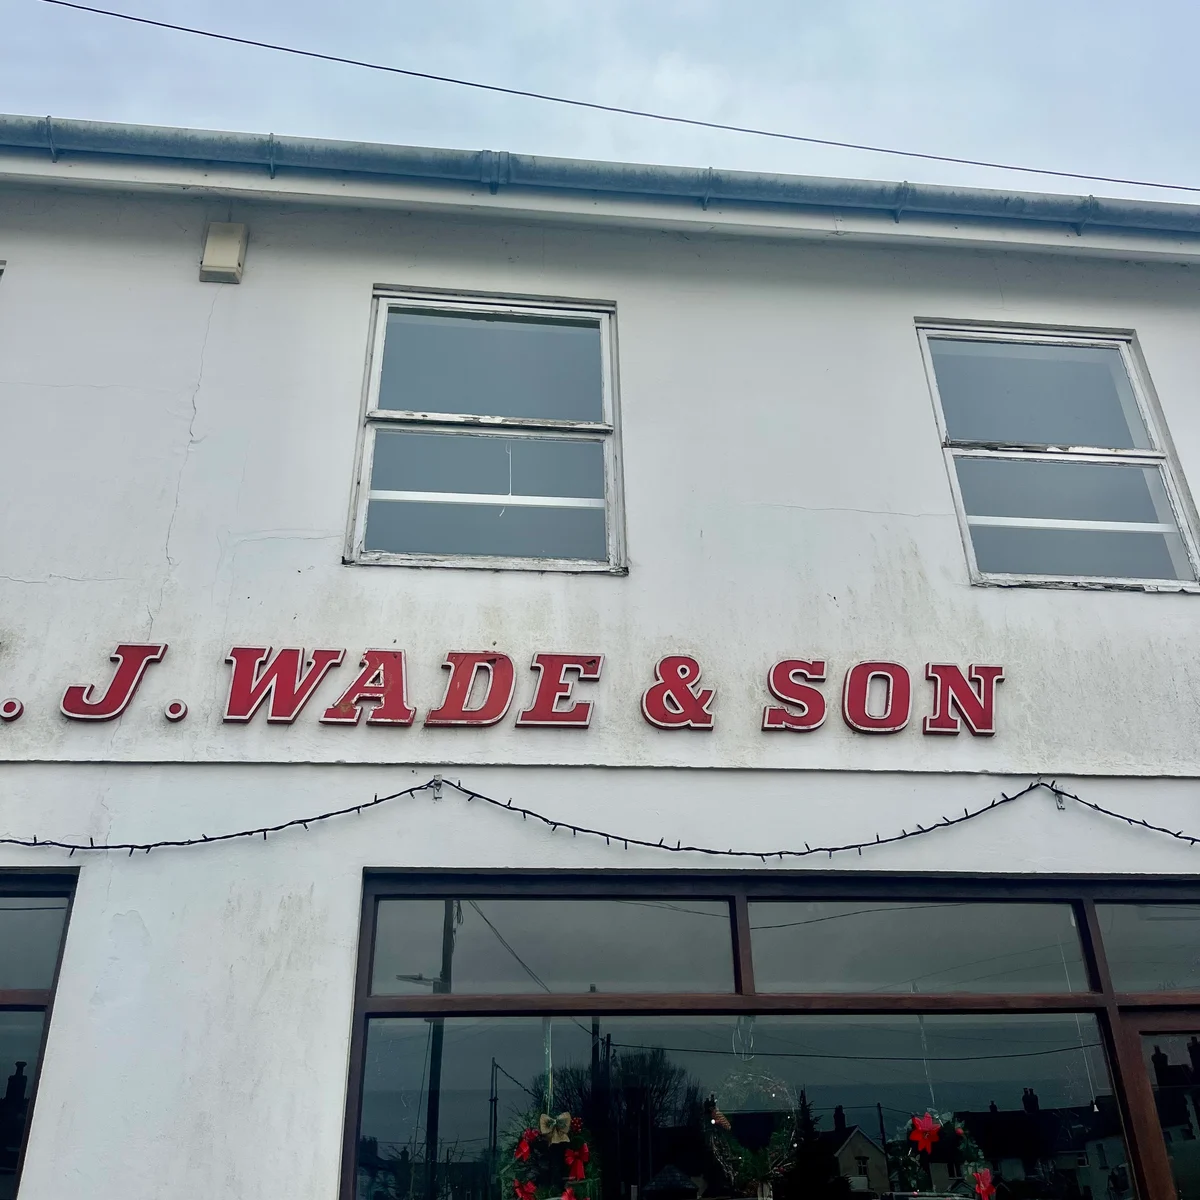 . J. WADE & SON